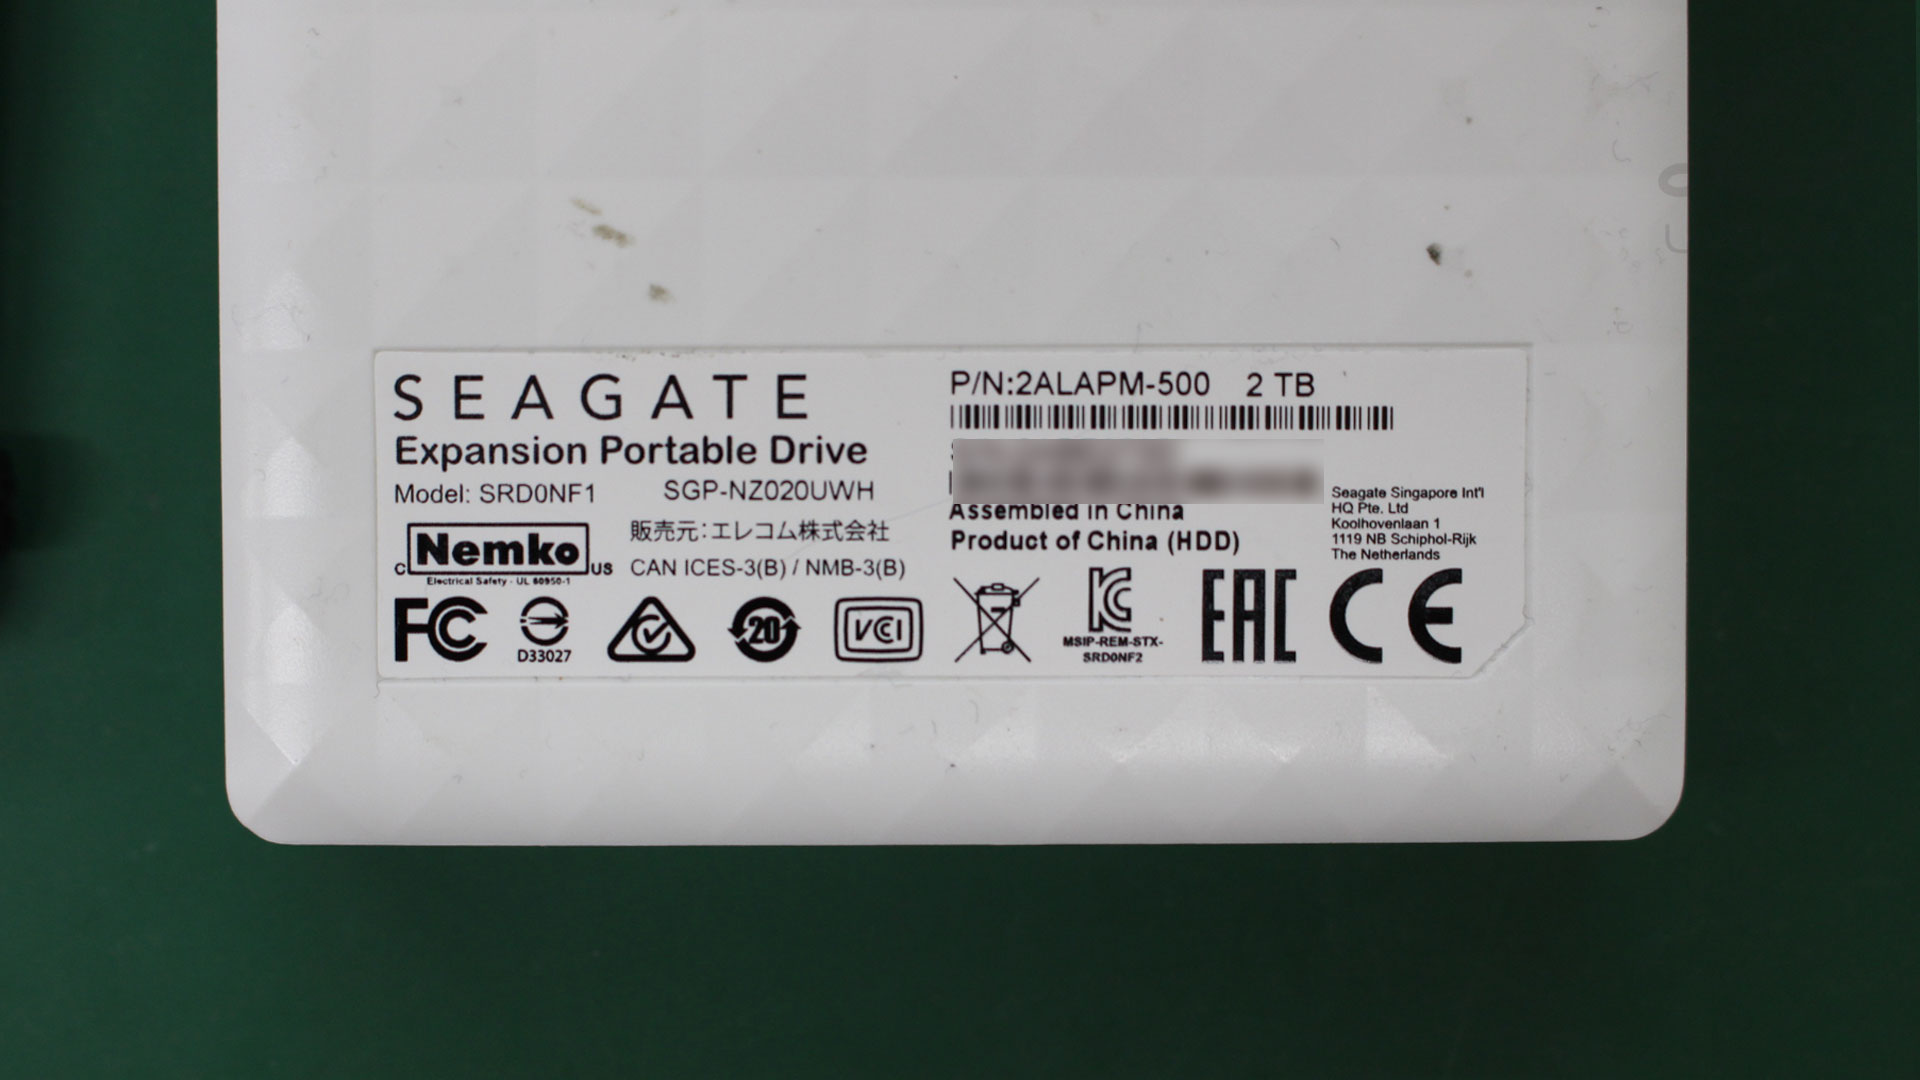 SEAGATE
Expansion Portable Drive
Model: SRD0NF1 SGP-NZ020UWH
販売元：エレコム株式会社
c Nemko us
Electrical Safety - UL 60950-1
CAN ICES-3(B) / NMB-3(B)
P/N:2ALAPM-500 2 TB
Assembled in China
Product of China (HDD)
Seagate Singapore Int'l
HQ Pte. Ltd
Koolhovenlaan 1
1119 NB Schiphol-Rijk
The Netherlands
FC
D33027
20
VCI
MSIP-REM-STX-
SRD0NF2
EAC
CE